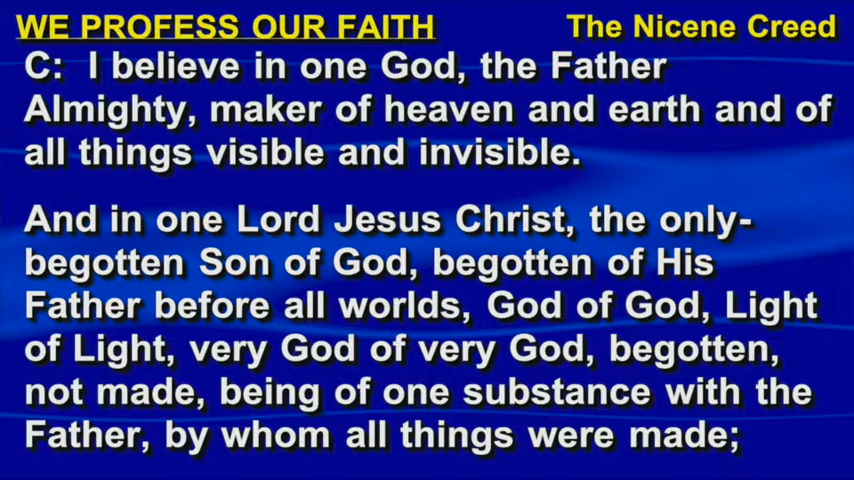 WE PROFESS OUR FAITH The Nicene Creed
C: I believe in one God, the Father
Almighty, maker of heaven and earth and of
all things visible and invisible.
And in one Lord Jesus Christ, the only-
begotten Son of God, begotten of His
Father before all worlds, God of God, Light
of Light, very God of very God, begotten,
not made, being of one substance with the
Father, by whom all things were made;